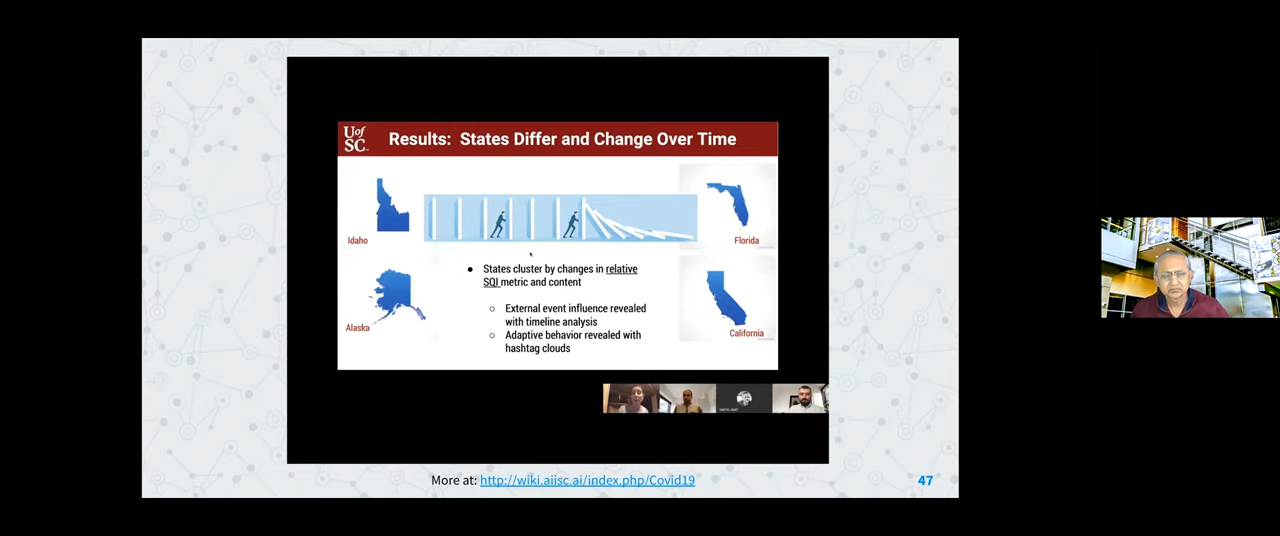 U of
SC
Results: States Differ and Change Over Time
Idaho
Florida
● States cluster by changes in relative
SQI metric and content
○ External event influence revealed
with timeline analysis
○ Adaptive behavior revealed with
hashtag clouds
Alaska
California
More at: http://wiki.aiisc.ai/index.php/Covid19
47